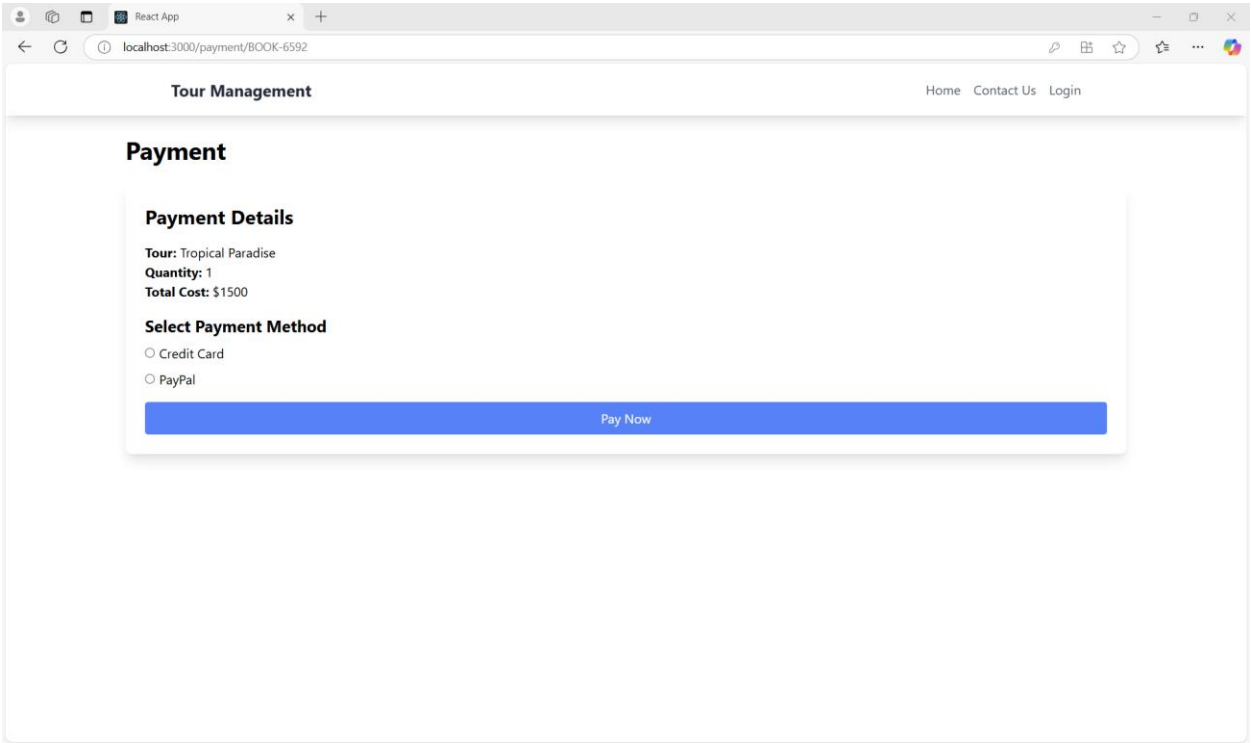 React App
localhost:3000/payment/BOOK-6592
Tour Management
Home Contact Us Login
Payment
Payment Details
Tour: Tropical Paradise
Quantity: 1
Total Cost: $1500
Select Payment Method
Credit Card
PayPal
Pay Now